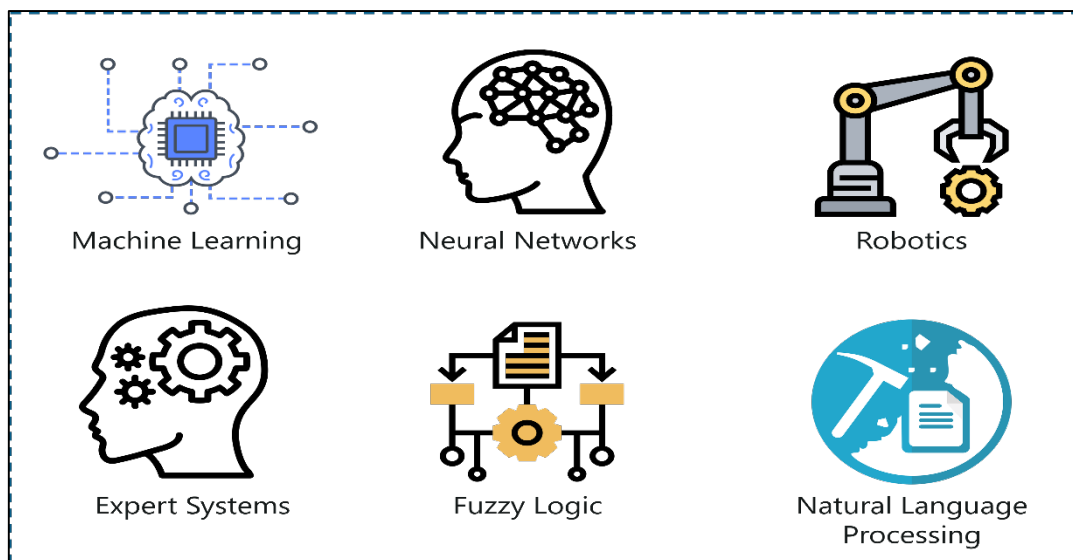 Machine Learning
Neural Networks
Robotics
Expert Systems
Fuzzy Logic
Natural Language
Processing